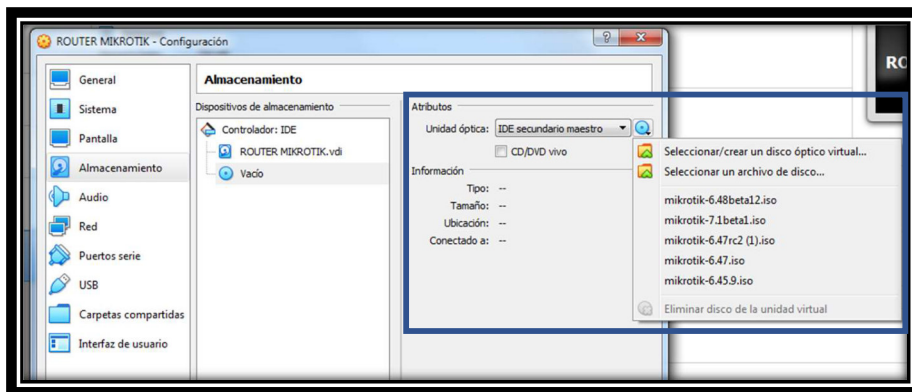 ROUTER MIKROTIK - Configuración
General
Sistema
Pantalla
Almacenamiento
Audio
Red
Puertos serie
USB
Carpetas compartidas
Interfaz de usuario
Almacenamiento
Dispositivos de almacenamiento
Controlador: IDE
ROUTER MIKROTIK.vdi
Vacío
Atributos
Unidad óptica: IDE secundario maestro
CD/DVD vivo
Información
Tipo: --
Tamaño: --
Ubicación: --
Conectado a: --
Seleccionar/crear un disco óptico virtual...
Seleccionar un archivo de disco...
mikrotik-6.48beta12.iso
mikrotik-7.1beta1.iso
mikrotik-6.47rc2 (1).iso
mikrotik-6.47.iso
mikrotik-6.45.9.iso
Eliminar disco de la unidad virtual
RO